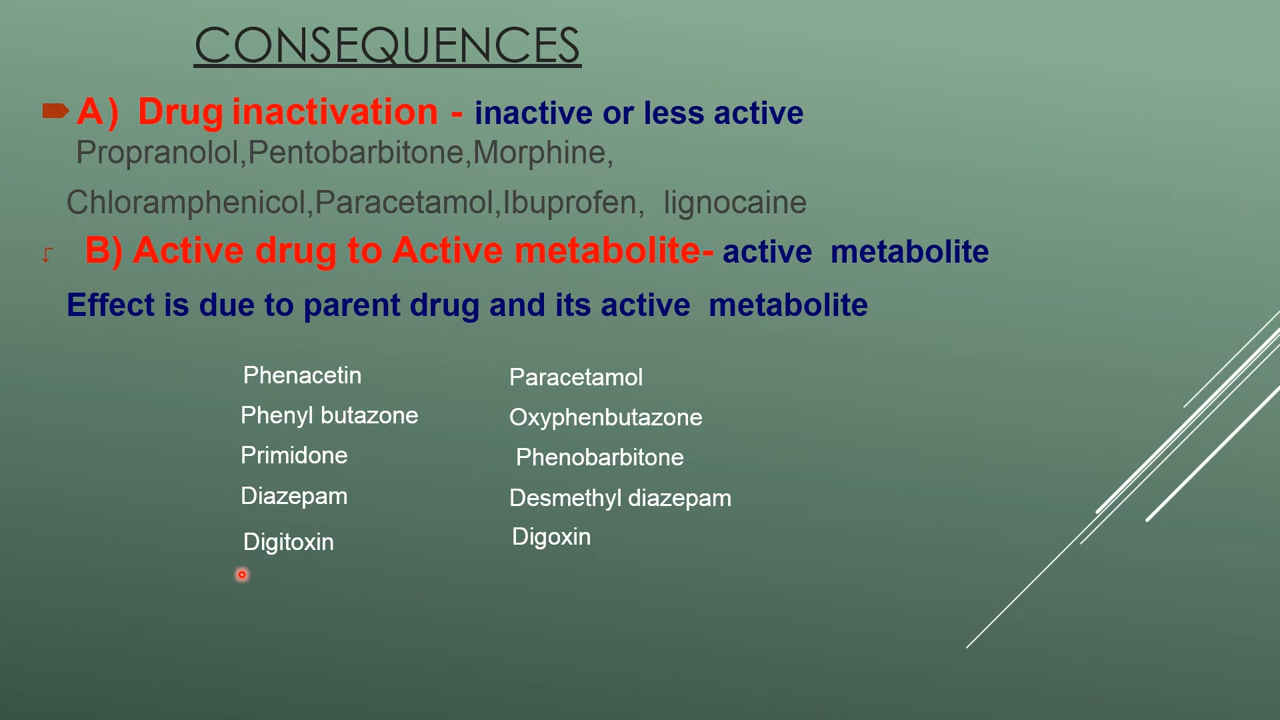 CONSEQUENCES
A) Drug inactivation - inactive or less active
Propranolol,Pentobarbitone,Morphine,
Chloramphenicol,Paracetamol,Ibuprofen, lignocaine
B) Active drug to Active metabolite- active metabolite
Effect is due to parent drug and its active metabolite
Phenacetin Paracetamol
Phenyl butazone Oxyphenbutazone
Primidone Phenobarbitone
Diazepam Desmethyl diazepam
Digitoxin Digoxin